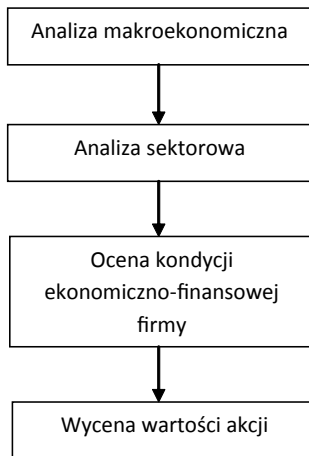 Analiza makroekonomiczna
Analiza sektorowa
Ocena kondycji
ekonomiczno-finansowej
firmy
Wycena wartości akcji